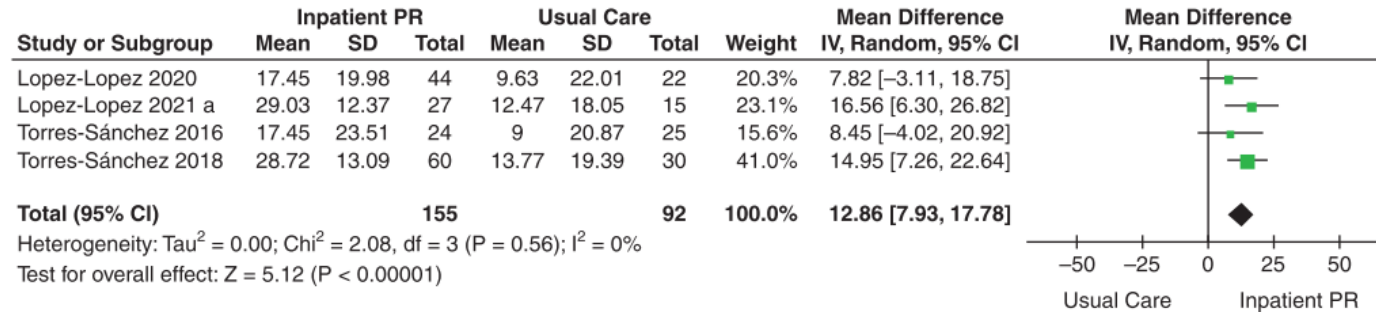 Inpatient PR Usual Care Mean Difference Mean Difference
Study or Subgroup Mean SD Total Mean SD Total Weight IV, Random, 95% CI IV, Random, 95% CI
Lopez-Lopez 2020 17.45 19.98 44 9.63 22.01 22 20.3% 7.82 [–3.11, 18.75]
Lopez-Lopez 2021 a 29.03 12.37 27 12.47 18.05 15 23.1% 16.56 [6.30, 26.82]
Torres-Sánchez 2016 17.45 23.51 24 9 20.87 25 15.6% 8.45 [–4.02, 20.92]
Torres-Sánchez 2018 28.72 13.09 60 13.77 19.39 30 41.0% 14.95 [7.26, 22.64]
Total (95% CI) 155 92 100.0% 12.86 [7.93, 17.78]
Heterogeneity: Tau² = 0.00; Chi² = 2.08, df = 3 (P = 0.56); I² = 0%
Test for overall effect: Z = 5.12 (P < 0.00001)
–50 –25 0 25 50
Usual Care Inpatient PR